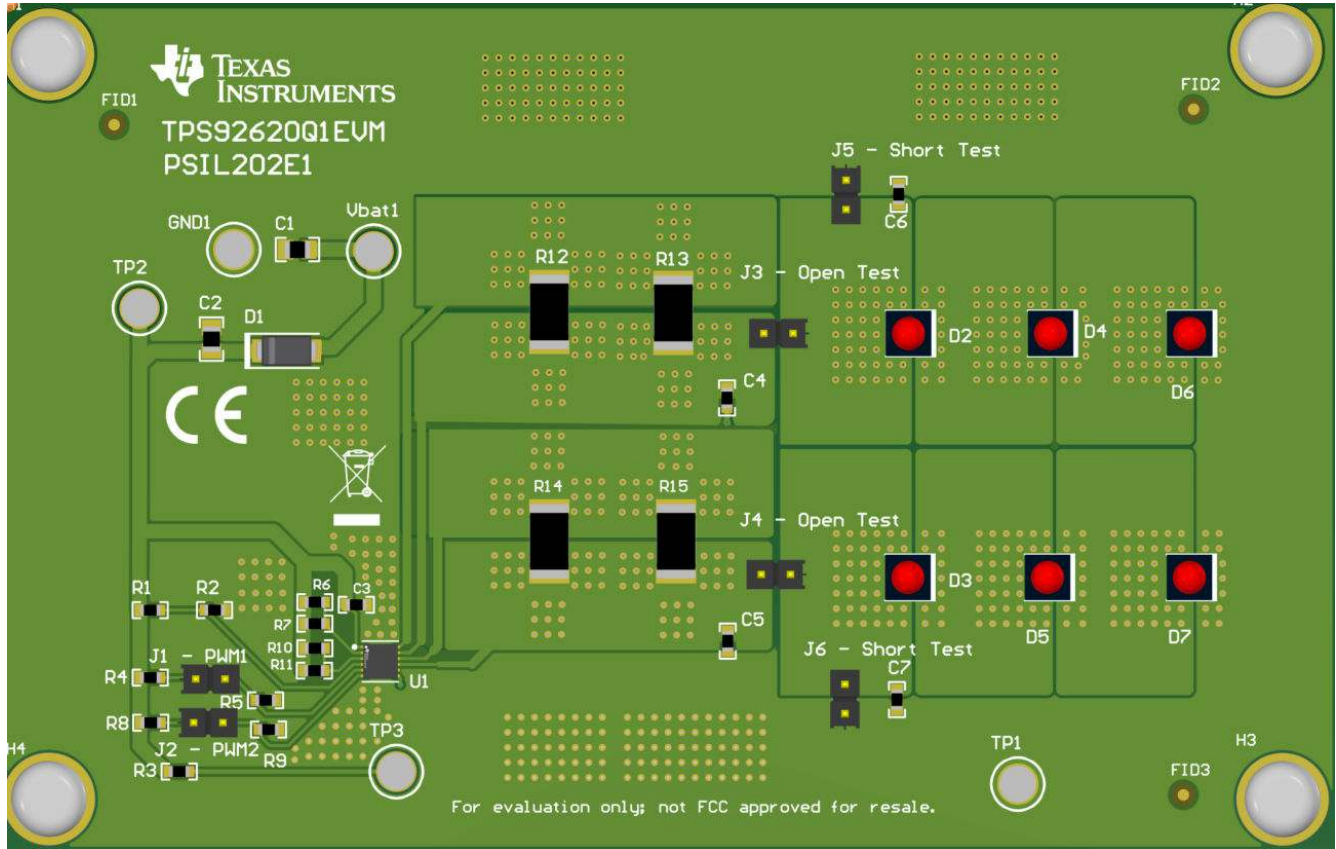 TEXAS
INSTRUMENTS
TPS92620Q1EVM
PSIL202E1
FID1
FID2
J5 - Short Test
C6
GND1
C1
Vbat1
TP2
C2
D1
R12
R13
J3 - Open Test
D2
D4
D6
C4
CE
R14
R15
J4 - Open Test
D3
D5
D7
C5
R1
R2
R6
C3
R7
R10
R11
J1 - PWM1
R4
R5
U1
R8
J2 - PWM2
R9
R3
TP3
J6 - Short Test
C7
TP1
H4
H3
FID3
For evaluation only; not FCC approved for resale.